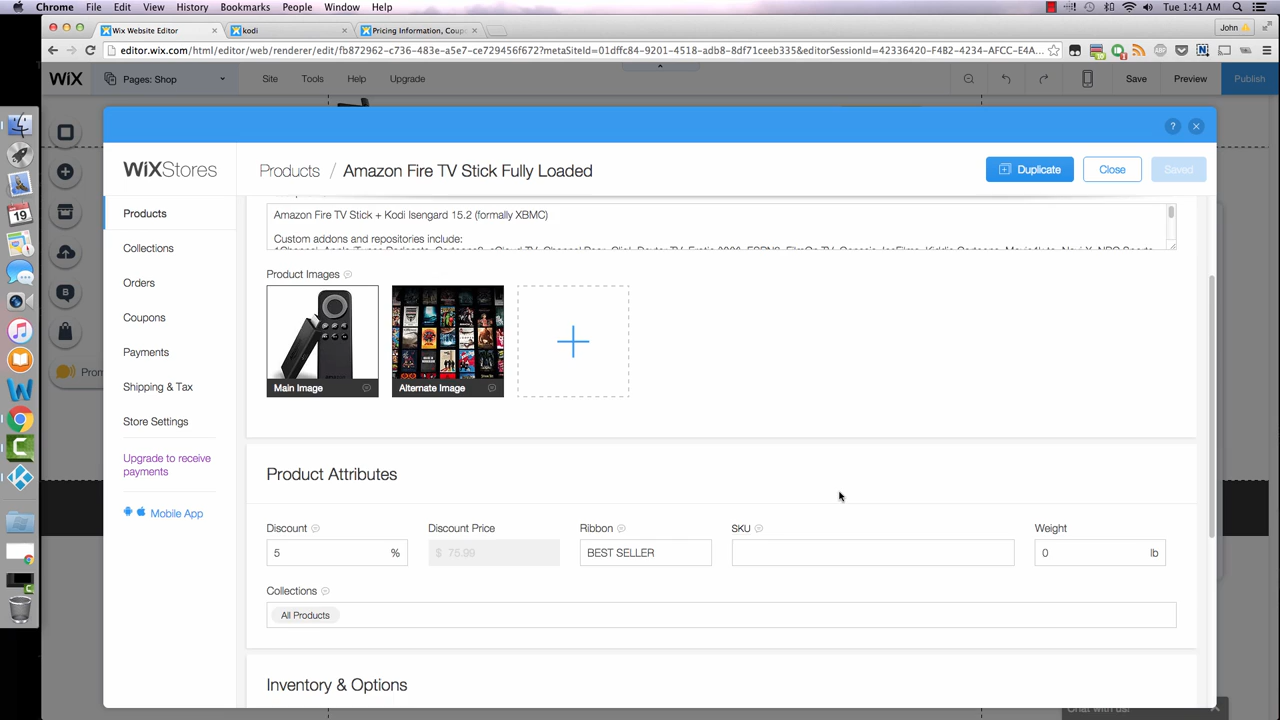 Chrome File Edit View History Bookmarks People Window Help Tue 1:41 AM
Wix Website Editor kodi Pricing Information, Coup John
editor.wix.com/html/editor/web/renderer/edit/fb872962-c736-483e-a5e7-ce729456f672?metaSiteId=01dffc84-9201-4518-adb8-8df71ceeb335&editorSessionId=42336420-F4B2-4234-AFCC-E4A...
WiX Pages: Shop Site Tools Help Upgrade Save Preview Publish
?
WiXStores Products / Amazon Fire TV Stick Fully Loaded Duplicate Close Saved
Products
Collections
Orders
Coupons
Payments
Shipping & Tax
Store Settings
Upgrade to receive
payments
Mobile App
Prom
Amazon Fire TV Stick + Kodi Isengard 15.2 (formally XBMC)
Custom addons and repositories include:
Product Images
Main Image Alternate Image
Product Attributes
Discount Discount Price Ribbon SKU Weight
5 % $ 75.99 BEST SELLER 0 lb
Collections
All Products
Inventory & Options
Chat with us!